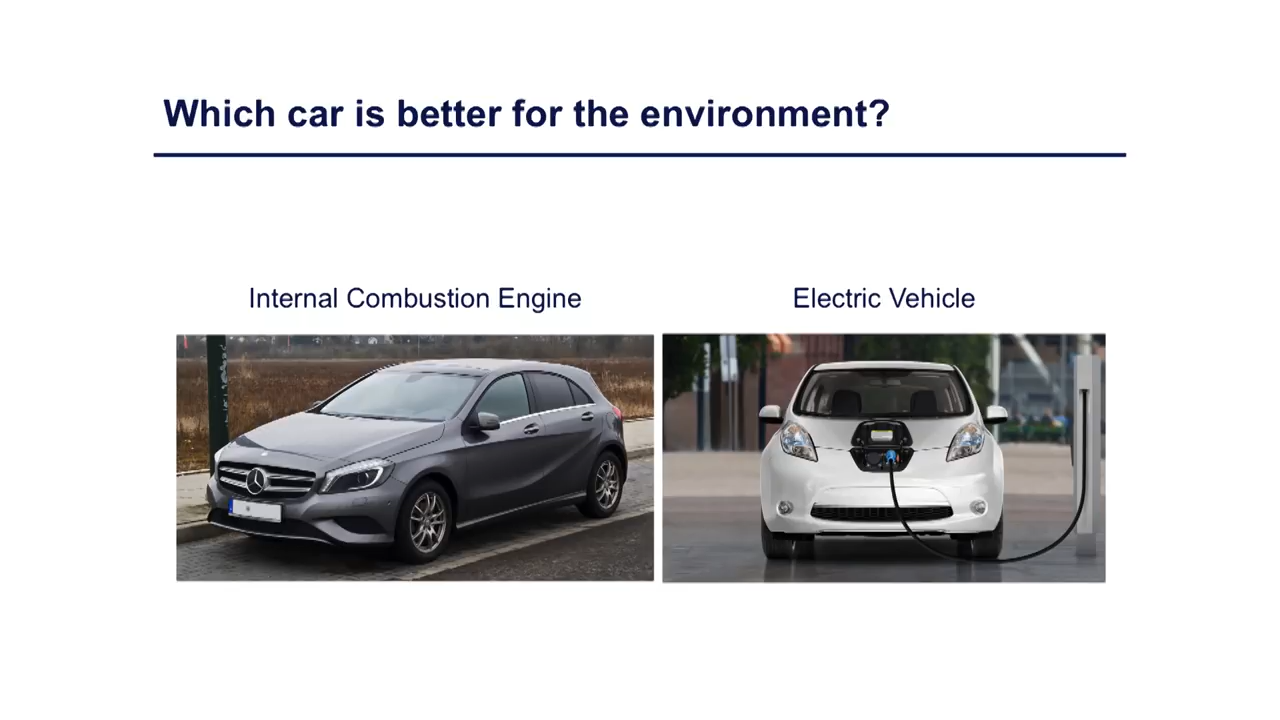 Which car is better for the environment?
Internal Combustion Engine
Electric Vehicle